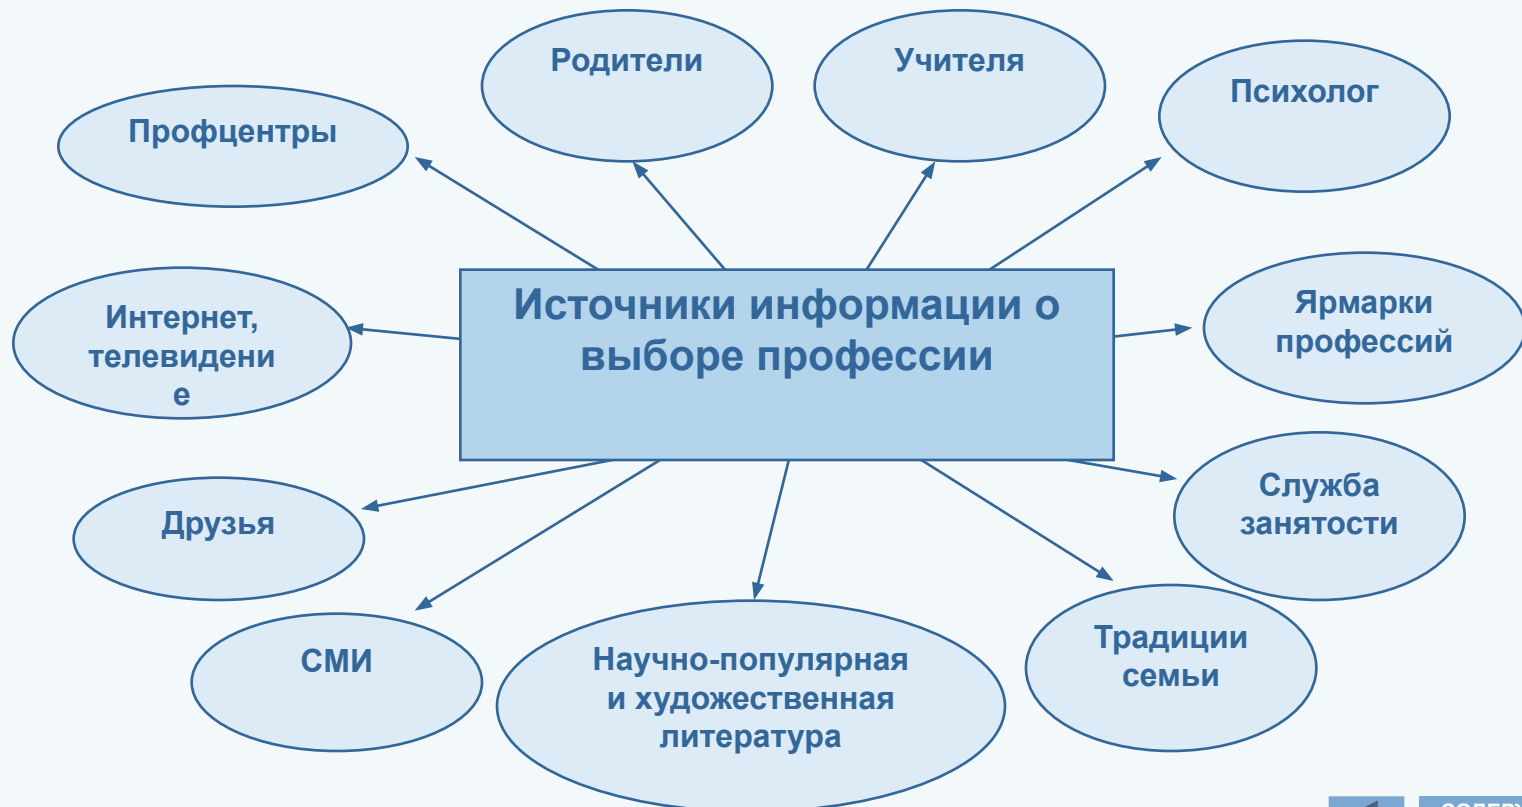 Родители
Учителя
Психолог
Профцентры
Источники информации о
выборе профессии
Интернет,
телевидени
е
Ярмарки
профессий
Друзья
Служба
занятости
СМИ
Научно-популярная
и художественная
литература
Традиции
семьи